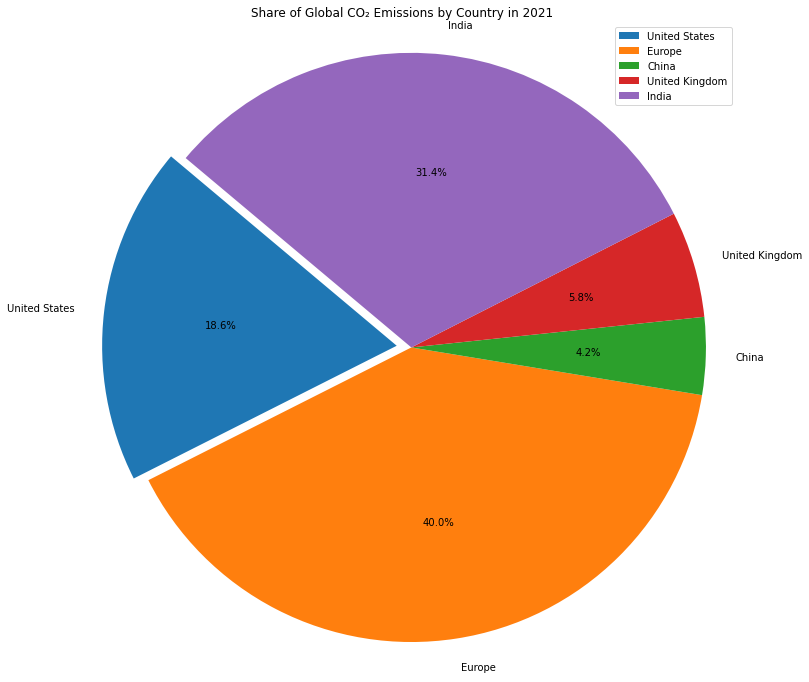 Share of Global CO₂ Emissions by Country in 2021
India
United States
Europe
China
United Kingdom
India
31.4%
United Kingdom
5.8%
United States
18.6%
4.2%
China
40.0%
Europe